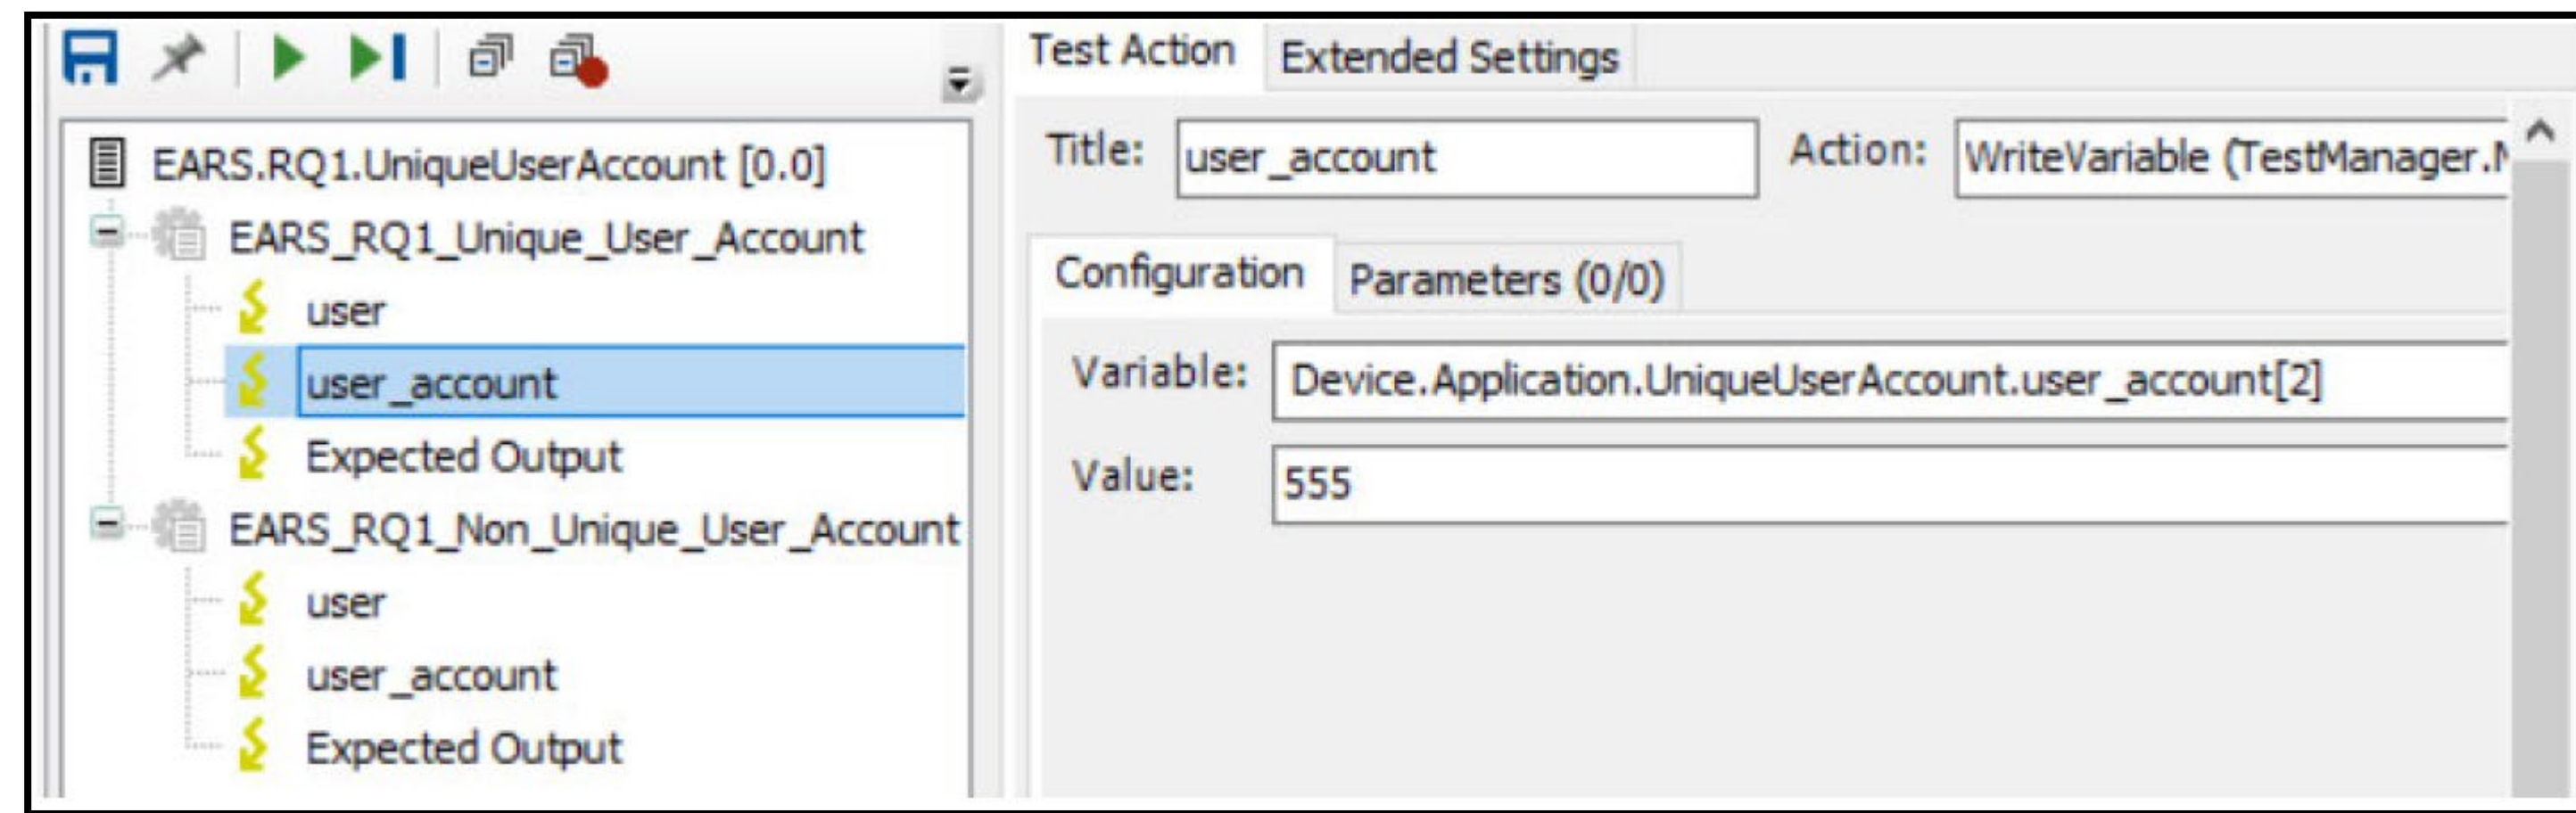 Test Action Extended Settings
Title: user_account Action: WriteVariable (TestManager.
EARS.RQ1.UniqueUserAccount [0.0]
EARS_RQ1_Unique_User_Account
user
user_account
Expected Output
EARS_RQ1_Non_Unique_User_Account
user
user_account
Expected Output
Configuration Parameters (0/0)
Variable: Device.Application.UniqueUserAccount.user_account[2]
Value: 555